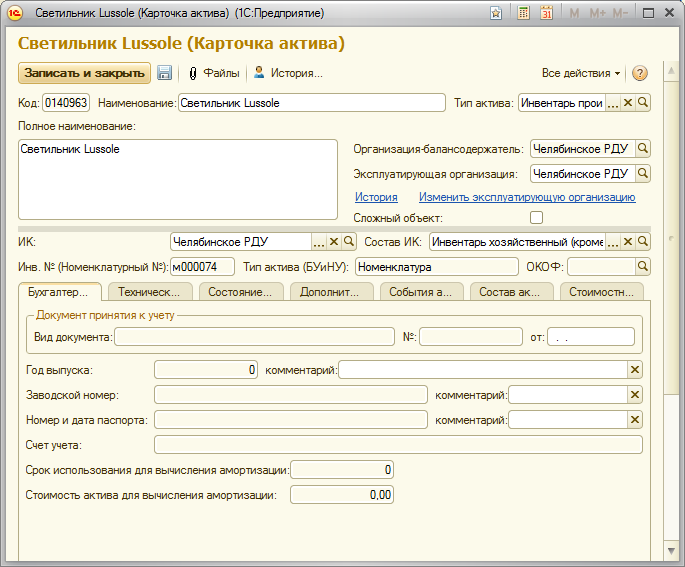 Светильник Lussole (Карточка актива) (1С:Предприятие)
M M+ M-
Светильник Lussole (Карточка актива)
Записать и закрыть Файлы История... Все действия ?
Код: 0140963 Наименование: Светильник Lussole Тип актива: Инвентарь прои ...
Полное наименование:
Светильник Lussole
Организация-балансодержатель: Челябинское РДУ
Эксплуатирующая организация: Челябинское РДУ
История Изменить эксплуатирующую организацию
Сложный объект:
ИК: Челябинское РДУ ... Состав ИК: Инвентарь хозяйственный (кроме ...
Инв. № (Номенклатурный №): м000074 Тип актива (БУиНУ): Номенклатура ОКОФ:
Бухгалтер... Техническ... Состояние... Дополнит... События а... Состав ак... Стоимостн...
Документ принятия к учету
Вид документа: №: от: . .
Год выпуска: 0 комментарий:
Заводской номер: комментарий:
Номер и дата паспорта: комментарий:
Счет учета:
Срок использования для вычисления амортизации: 0
Стоимость актива для вычисления амортизации: 0,00